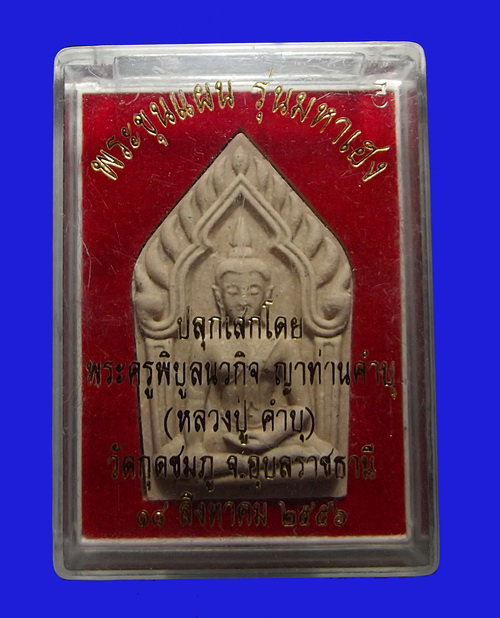 พระขุนแผน รุ่นมหาเฮง
ปลุกเสกโดย
พระครูพิบูลนวกิจ ญาท่านคำบุ
(หลวงปู่ คำบุ)
วัดกุดชมภู จ.อุบลราชธานี
๑๘ สิงหาคม ๒๕๕๖